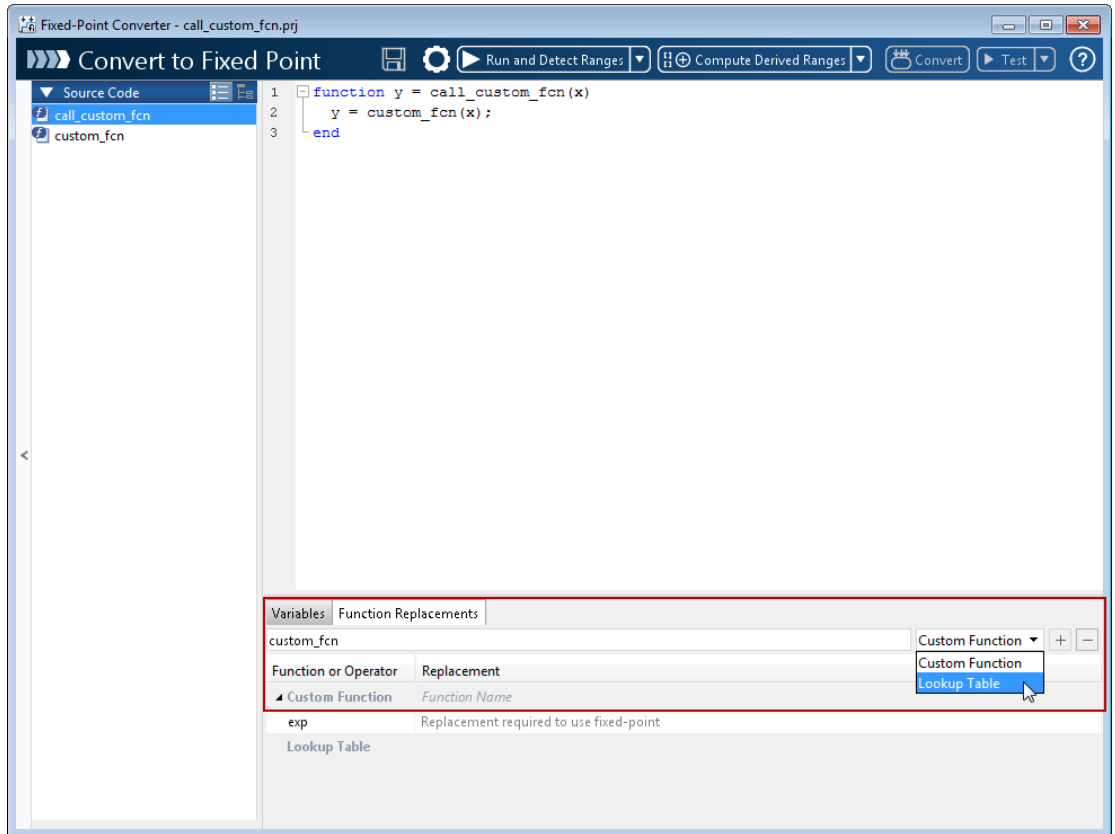 Fixed-Point Converter - call_custom_fcn.prj
Convert to Fixed Point Run and Detect Ranges Compute Derived Ranges Convert Test ?
Source Code
call_custom_fcn
custom_fcn
1 function y = call_custom_fcn(x)
2 y = custom_fcn(x);
3 end
<
Variables Function Replacements
custom_fcn Custom Function + −
Custom Function
Lookup Table
Function or Operator Replacement
Custom Function Function Name
exp Replacement required to use fixed-point
Lookup Table